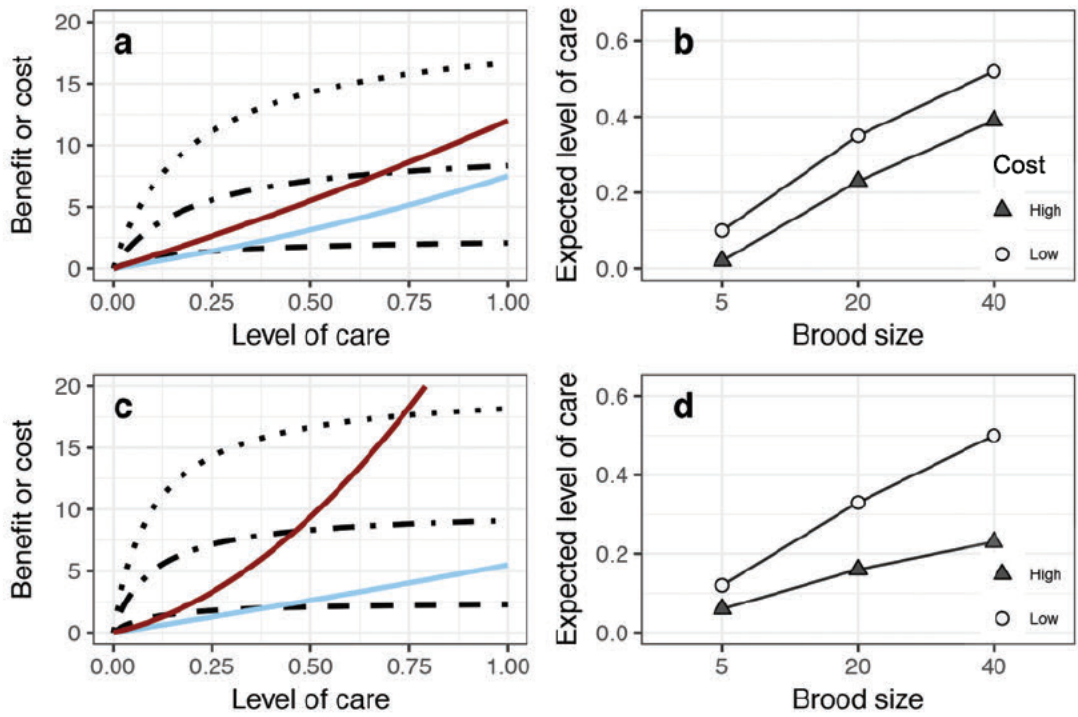 a
Benefit or cost
20
15
10
5
0
0.00 0.25 0.50 0.75 1.00
Level of care
b
Expected level of care
0.6
0.4
0.2
0.0
Cost
High
Low
5 20 40
Brood size
c
Benefit or cost
20
15
10
5
0
0.00 0.25 0.50 0.75 1.00
Level of care
d
Expected level of care
0.6
0.4
0.2
0.0
High
Low
5 20 40
Brood size